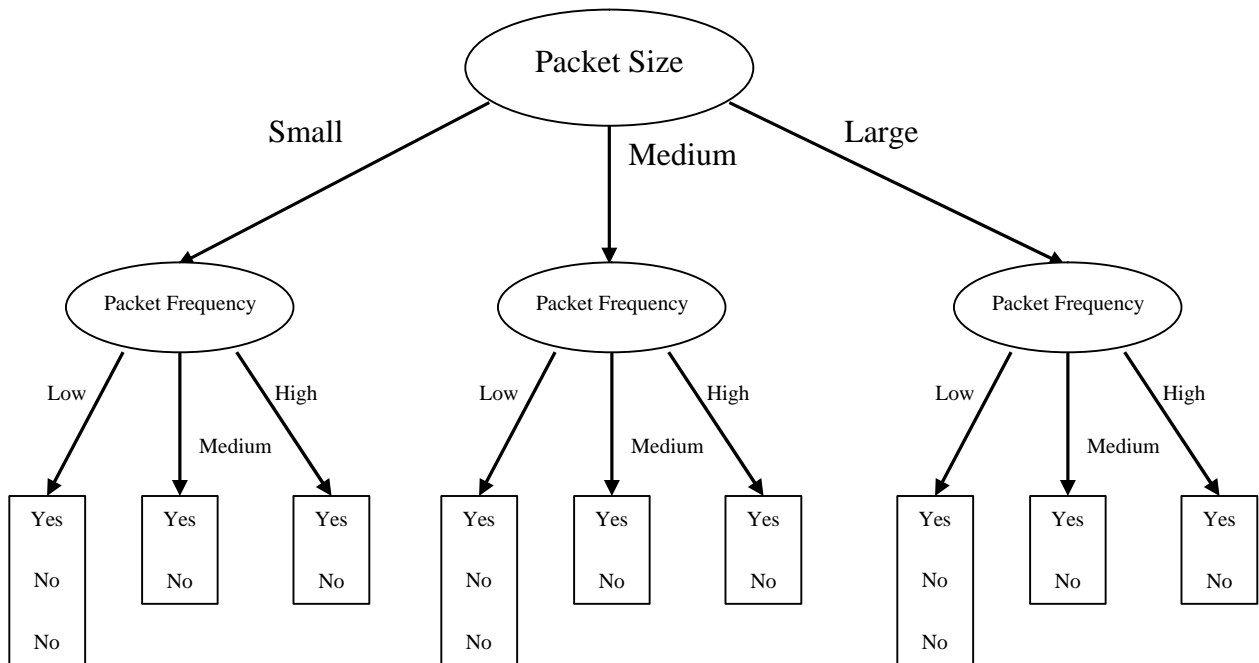 Packet Size
Small
Medium
Large
Packet Frequency
Packet Frequency
Packet Frequency
Low
Medium
High
Low
Medium
High
Low
Medium
High
Yes
No
No
Yes
No
Yes
No
Yes
No
No
Yes
No
Yes
No
Yes
No
No
Yes
No
Yes
No